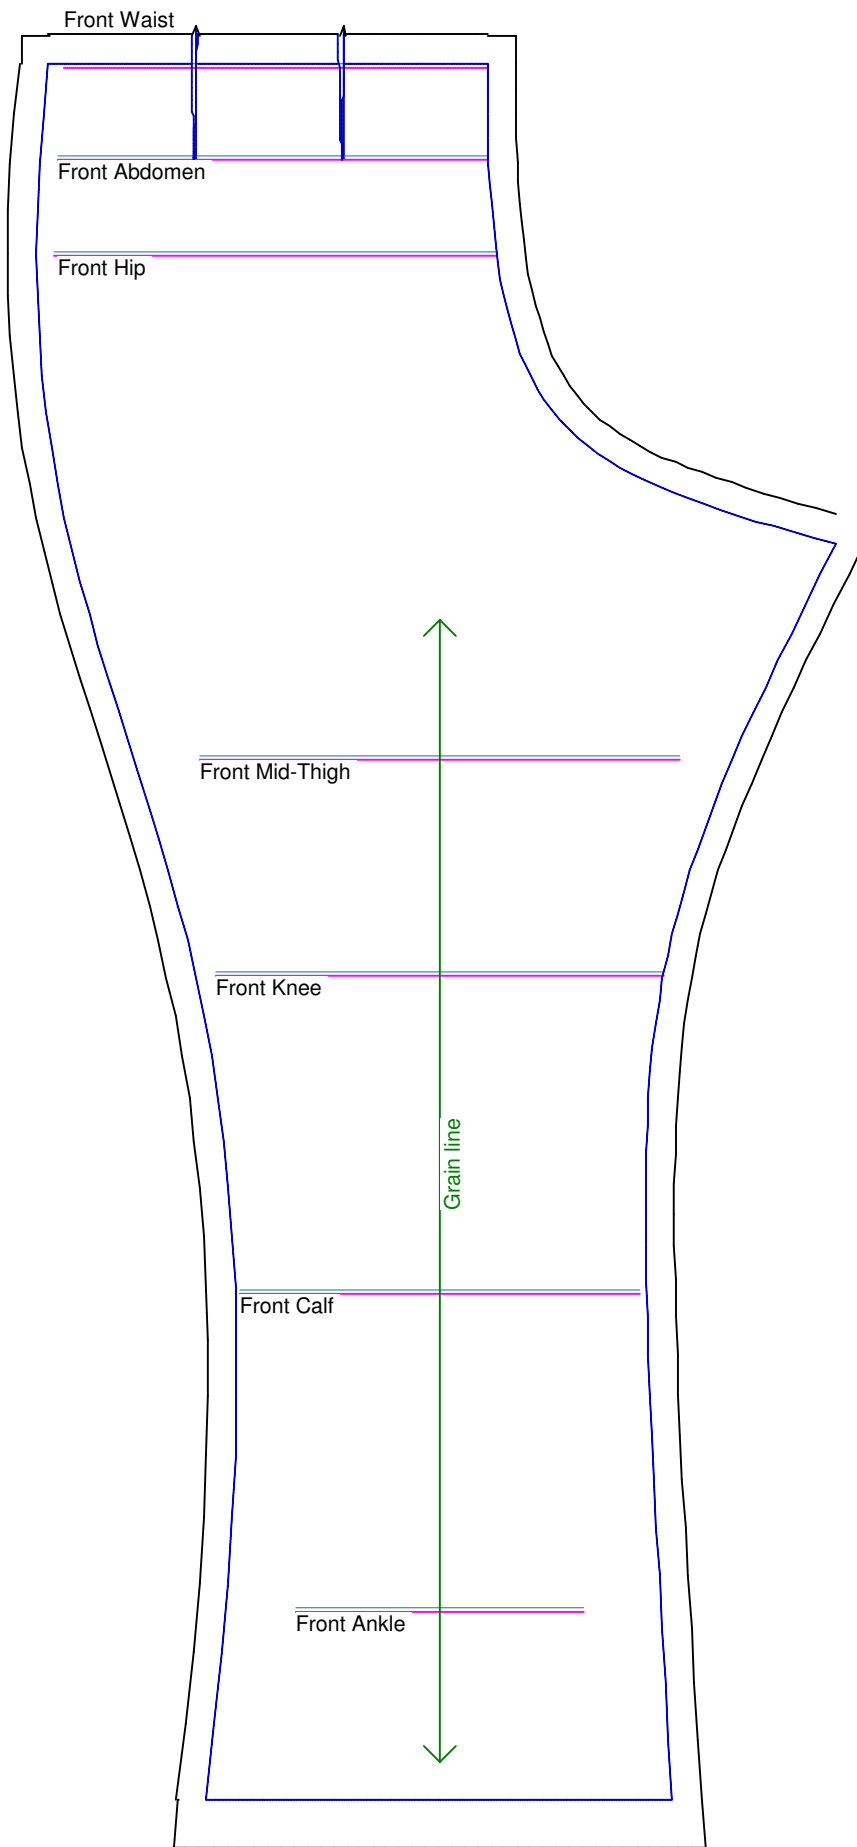 Front Waist
Front Abdomen
Front Hip
Front Mid-Thigh
Front Knee
Grain line
Front Calf
Front Ankle